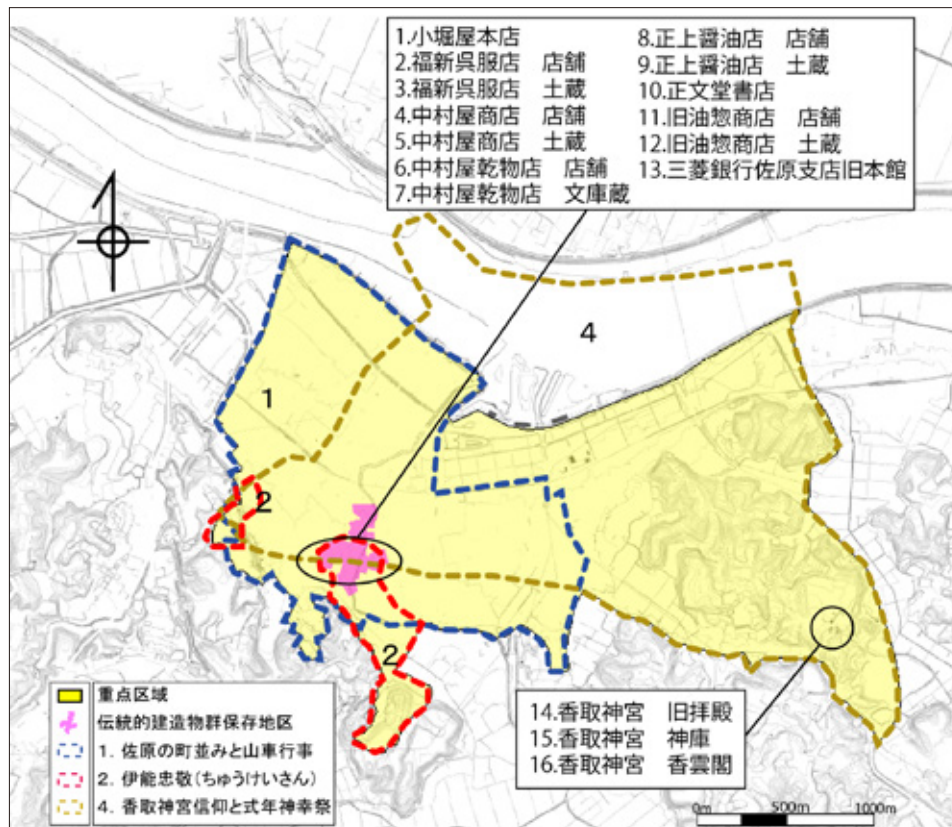 1.小堀屋本店
2.福新呉服店　店舗
3.福新呉服店　土蔵
4.中村屋商店　店舗
5.中村屋商店　土蔵
6.中村屋乾物店　店舗
7.中村屋乾物店　文庫蔵
8.正上醤油店　店舗
9.正上醤油店　土蔵
10.正文堂書店
11.旧油惣商店　店舗
12.旧油惣商店　土蔵
13.三菱銀行佐原支店旧本館
4
1
2
2
14.香取神宮　旧拝殿
15.香取神宮　神庫
16.香取神宮　香雲閣
重点区域
伝統的建造物群保存地区
1. 佐原の町並みと山車行事
2. 伊能忠敬(ちゅうけいさん)
4. 香取神宮信仰と式年神幸祭
0m 500m 1000m